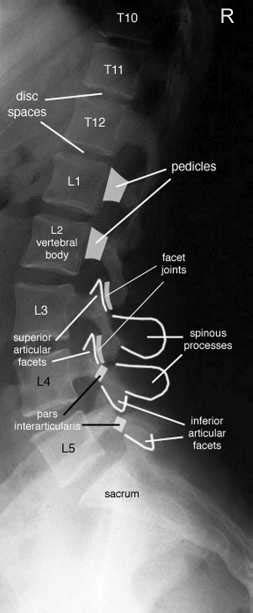 T10
R
T11
disc
spaces
T12
L1
pedicles
L2
vertebral
body
facet
joints
L3
superior
articular
facets
spinous
processes
L4
pars
interarticularis
inferior
articular
facets
L5
sacrum